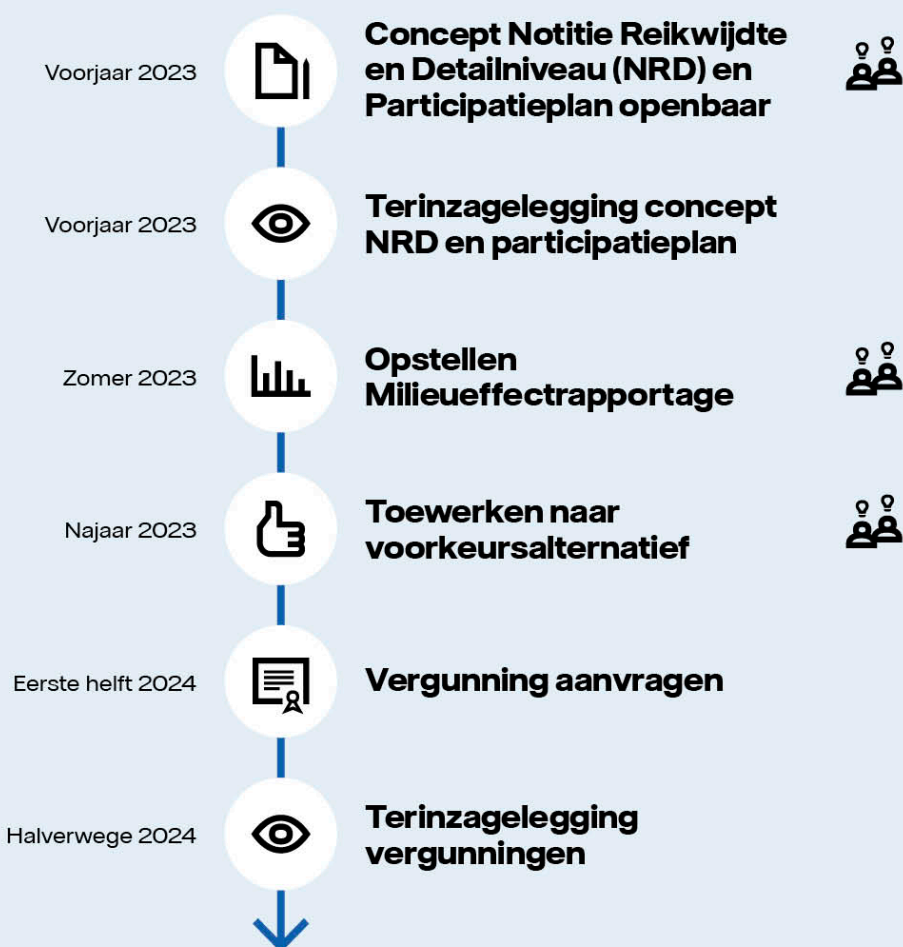 Voorjaar 2023
Concept Notitie Reikwijdte
en Detailniveau (NRD) en
Participatieplan openbaar
Voorjaar 2023
Terinzagelegging concept
NRD en participatieplan
Zomer 2023
Opstellen
Milieueffectrapportage
Najaar 2023
Toewerken naar
voorkeursalternatief
Eerste helft 2024
Vergunning aanvragen
Halverwege 2024
Terinzagelegging
vergunningen